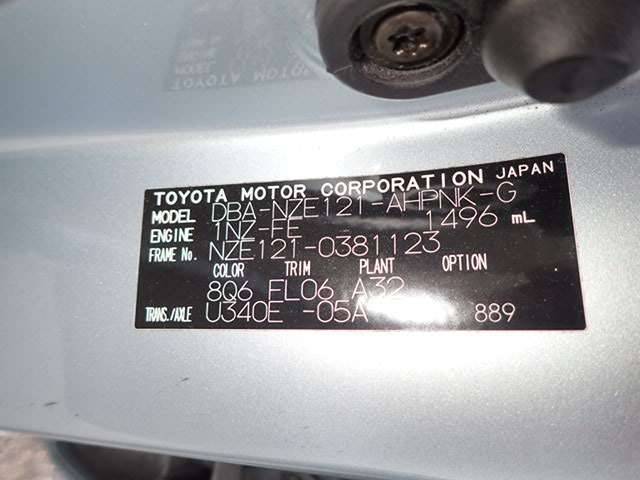 TOYOTA MOTOR CORPORATION JAPAN
MODEL DBA-NZE121-AHPNK-G
ENGINE 1NZ-FE 1496 mL
FRAME No. NZE121-0381123
COLOR TRIM PLANT OPTION
8Q6 FL06 A32
TRANS./AXLE U340E -05A 889